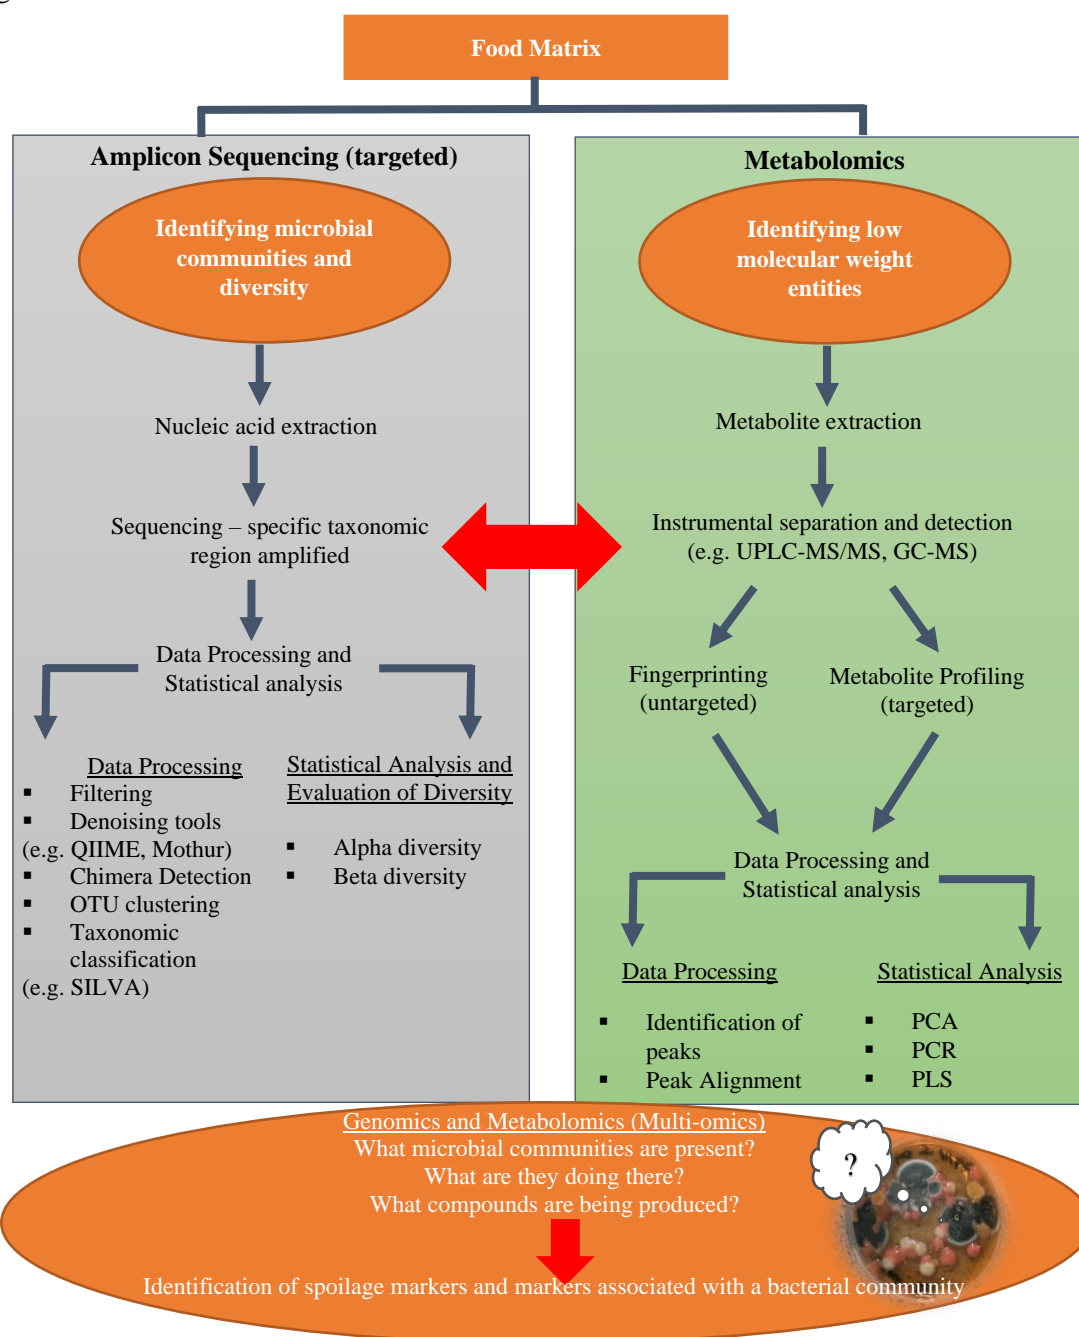 Food Matrix
Amplicon Sequencing (targeted)
Identifying microbial
communities and
diversity
Nucleic acid extraction
Sequencing – specific taxonomic
region amplified
Data Processing and
Statistical analysis
Data Processing
▪ Filtering
▪ Denoising tools
(e.g. QIIME, Mothur)
▪ Chimera Detection
▪ OTU clustering
▪ Taxonomic
classification
(e.g. SILVA)
Statistical Analysis and
Evaluation of Diversity
▪ Alpha diversity
▪ Beta diversity
Metabolomics
Identifying low
molecular weight
entities
Metabolite extraction
Instrumental separation and detection
(e.g. UPLC-MS/MS, GC-MS)
Fingerprinting
(untargeted)
Metabolite Profiling
(targeted)
Data Processing and
Statistical analysis
Data Processing
▪ Identification of
peaks
▪ Peak Alignment
Statistical Analysis
▪ PCA
▪ PCR
▪ PLS
Genomics and Metabolomics (Multi-omics)
What microbial communities are present?
What are they doing there?
What compounds are being produced?
?
Identification of spoilage markers and markers associated with a bacterial community